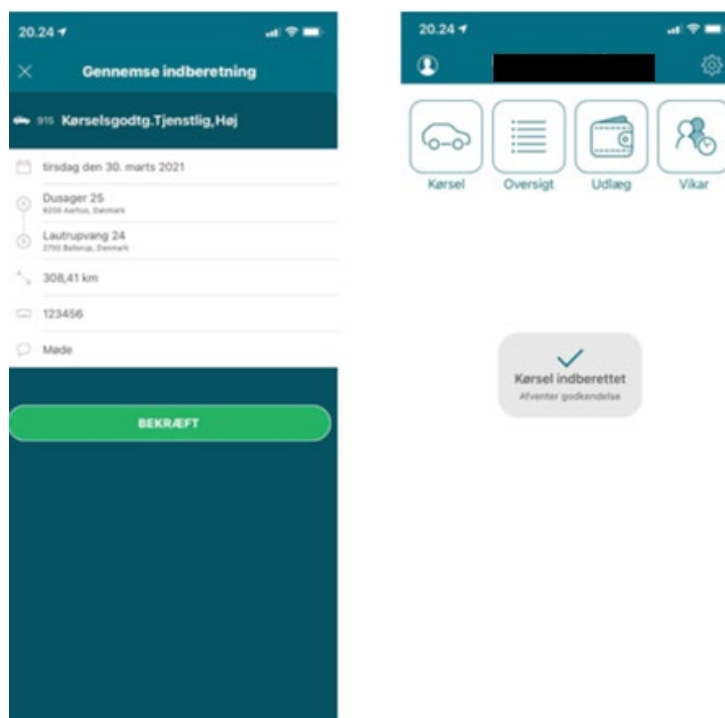 20.24
Gennemse indberetning
915 Kørselsgodtg.Tjenstlig,Høj
tirsdag den 30. marts 2021
Dusager 25
8200 Aarhus, Danmark
Lautrupvang 24
2750 Ballerup, Danmark
308,41 km
123456
Møde
BEKRÆFT
20.24
Kørsel
Oversigt
Udlæg
Vikar
Kørsel indberettet
Afventer godkendelse